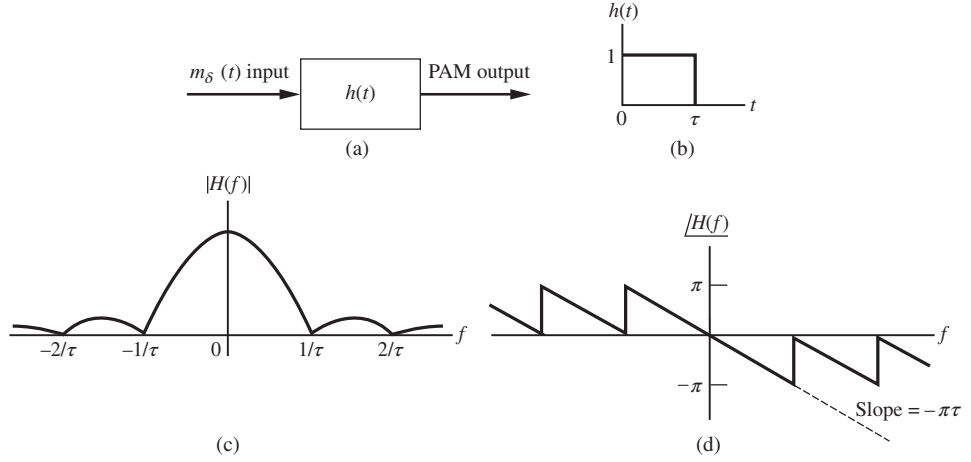 m_δ (t) input
h(t)
PAM output
(a)
h(t)
1
0
τ
t
(b)
|H(f)|
−2/τ
−1/τ
0
1/τ
2/τ
f
(c)
/H(f)
π
−π
f
Slope = −πτ
(d)